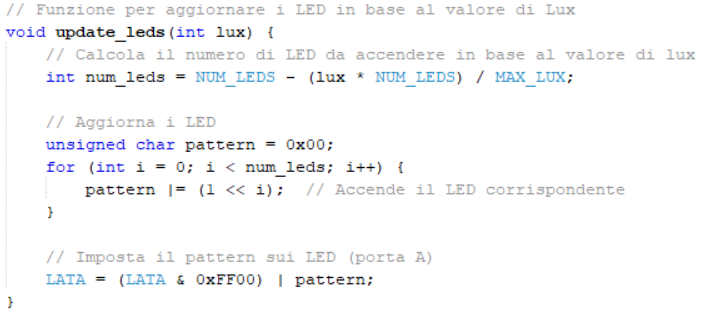 // Funzione per aggiornare i LED in base al valore di Lux
void update_leds(int lux) {
    // Calcola il numero di LED da accendere in base al valore di lux
    int num_leds = NUM_LEDS - (lux * NUM_LEDS) / MAX_LUX;

    // Aggiorna i LED
    unsigned char pattern = 0x00;
    for (int i = 0; i < num_leds; i++) {
        pattern |= (1 << i);  // Accende il LED corrispondente
    }

    // Imposta il pattern sui LED (porta A)
    LATA = (LATA & 0xFF00) | pattern;
}